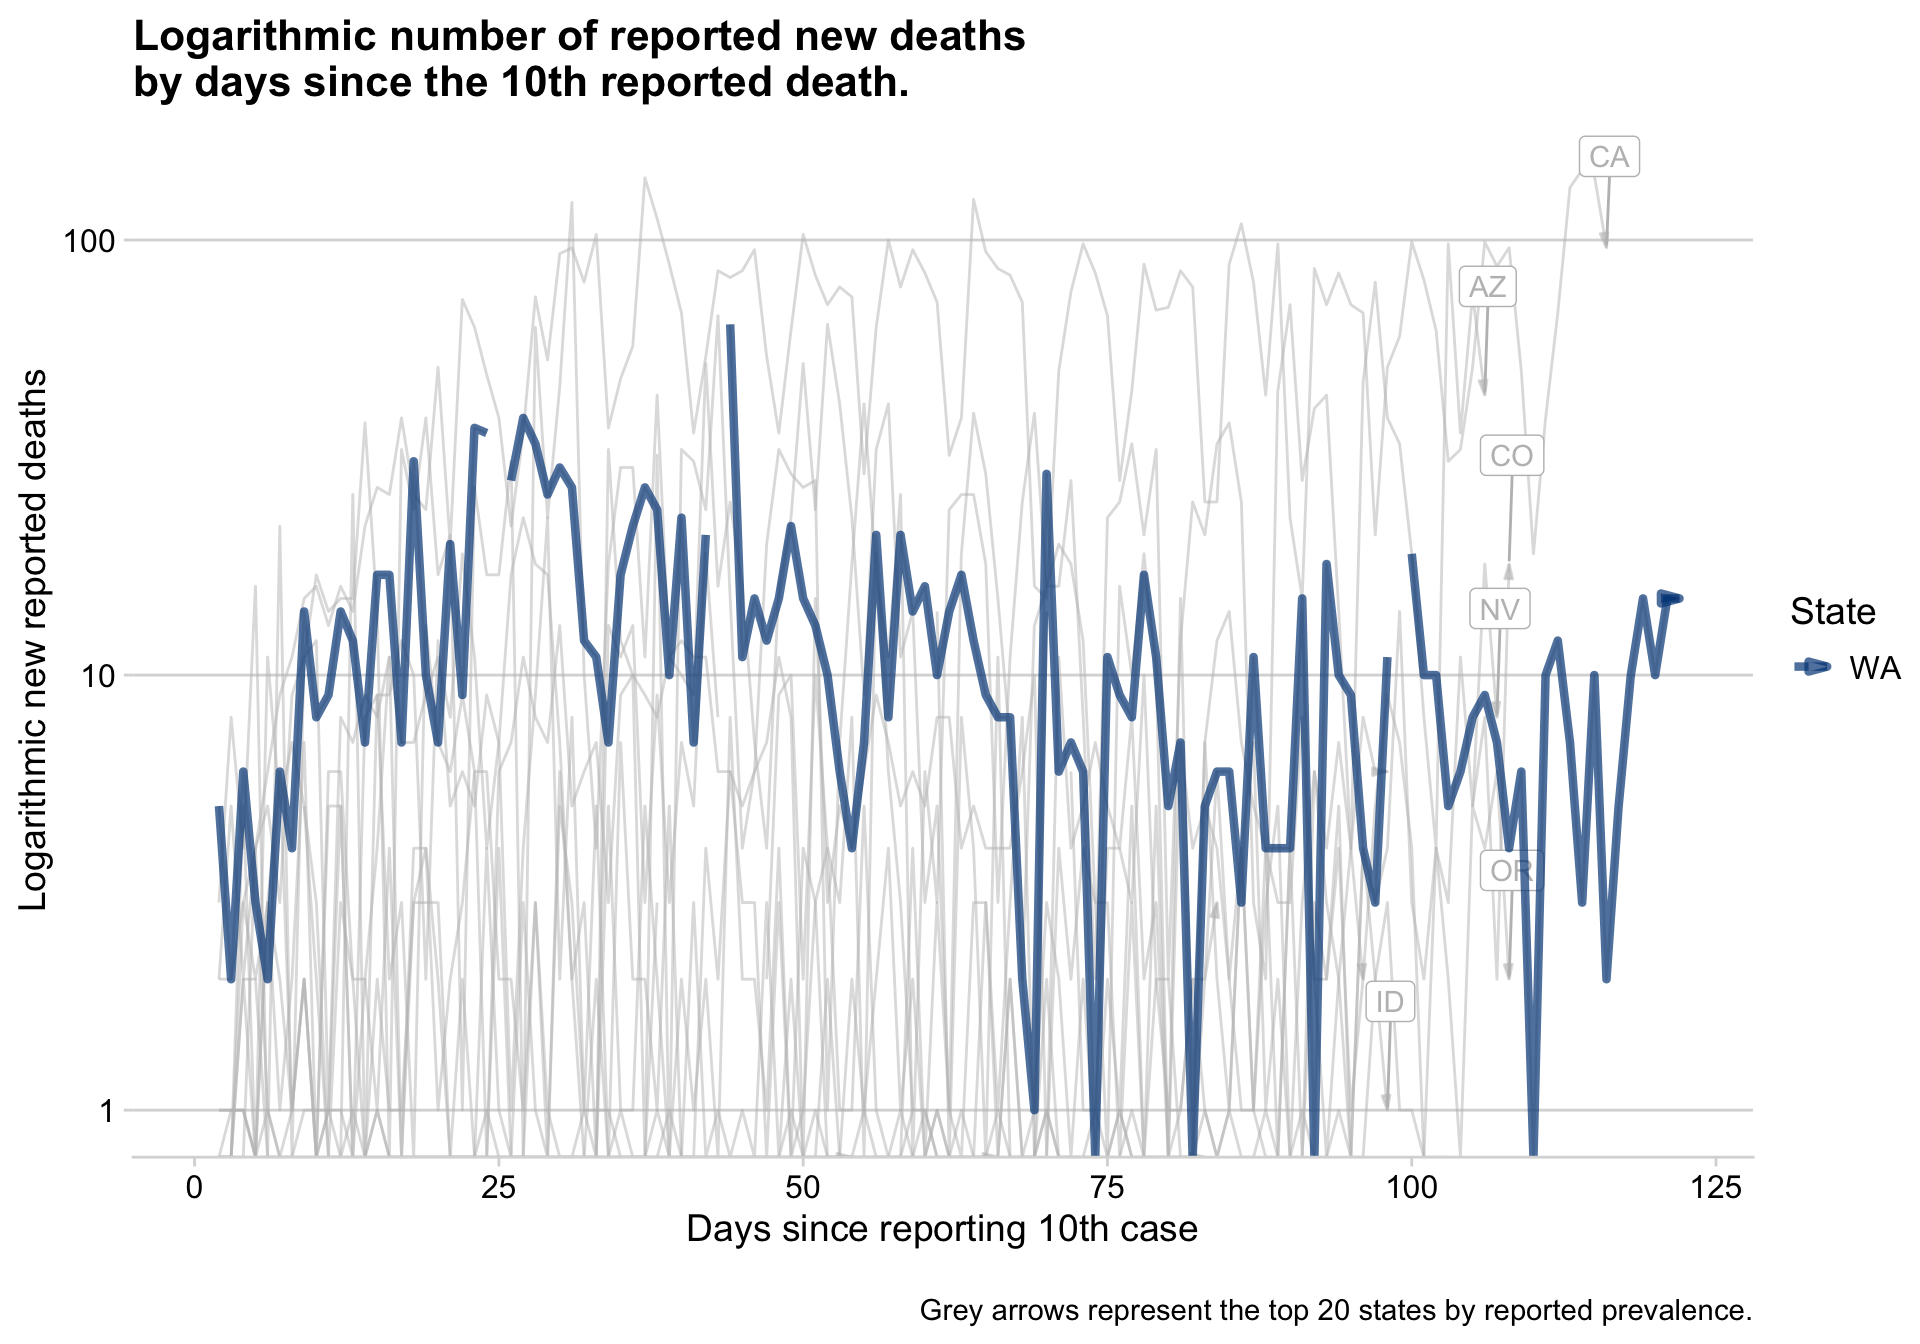 Logarithmic number of reported new deaths
by days since the 10th reported death.
CA
100
AZ
CO
Logarithmic new reported deaths
NV
State
WA
10
OR
ID
1
0 25 50 75 100 125
Days since reporting 10th case
Grey arrows represent the top 20 states by reported prevalence.